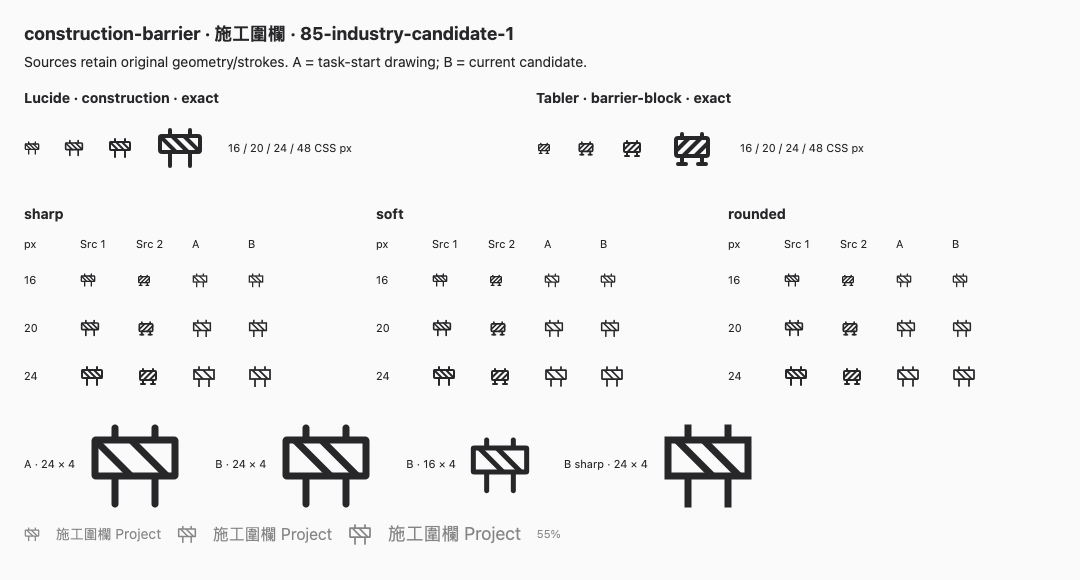 construction-barrier · 施工圍欄 · 85-industry-candidate-1
Sources retain original geometry/strokes. A = task-start drawing; B = current candidate.
Lucide · construction · exact
16 / 20 / 24 / 48 CSS px
Tabler · barrier-block · exact
16 / 20 / 24 / 48 CSS px
sharp
px Src 1 Src 2 A B
16
20
24
soft
px Src 1 Src 2 A B
16
20
24
rounded
px Src 1 Src 2 A B
16
20
24
A · 24 × 4
B · 24 × 4
B · 16 × 4
B sharp · 24 × 4
施工圍欄 Project 施工圍欄 Project 施工圍欄 Project 55%